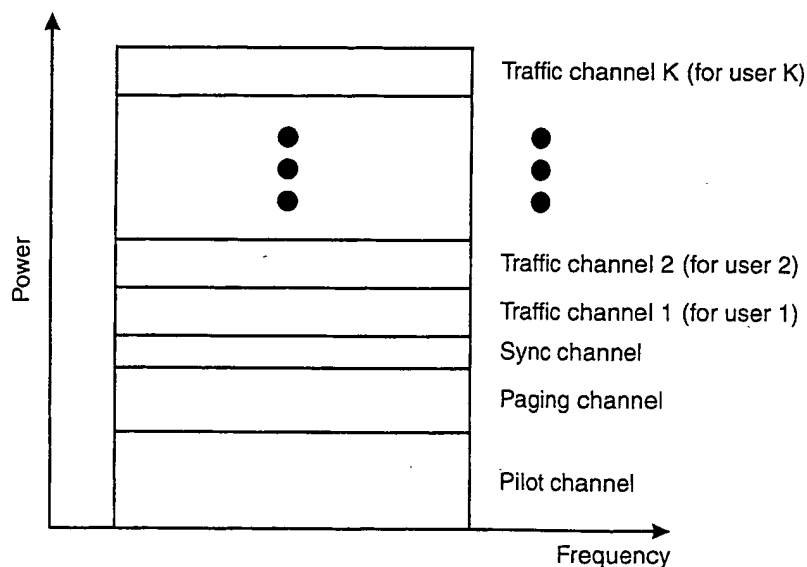 Traffic channel K (for user K)
Traffic channel 2 (for user 2)
Traffic channel 1 (for user 1)
Sync channel
Paging channel
Pilot channel
Power
Frequency